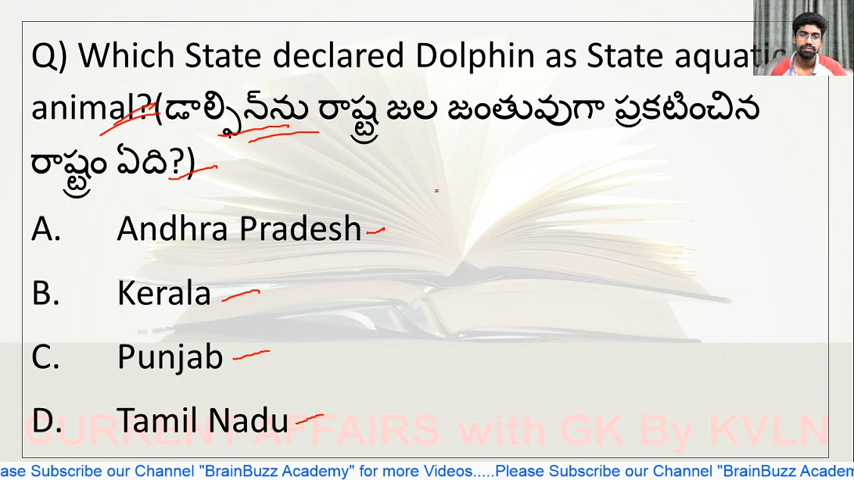 Q) Which State declared Dolphin as State aquatic
animal?(డాల్ఫిన్‌ను రాష్ట్ర జల జంతువుగా ప్రకటించిన
రాష్ట్రం ఏది?)
A. Andhra Pradesh
B. Kerala
C. Punjab
D. Tamil Nadu
CURRENT AFFAIRS with GK By KVLN
ase Subscribe our Channel "BrainBuzz Academy" for more Videos.....Please Subscribe our Channel "BrainBuzz Academ